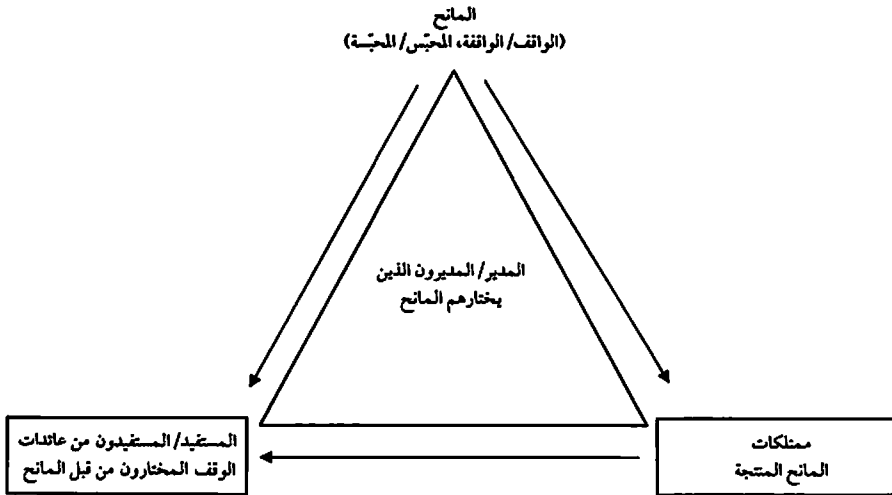 المانح
(الواقف/ الواقفة، المحبّس/ المحبّسة)
المدير/ المديرون الذين
يختارهم المانح
ممتلكات
المانح المنتجة
المستفيد/ المستفيدون من عائدات
الوقف المختارون من قبل المانح